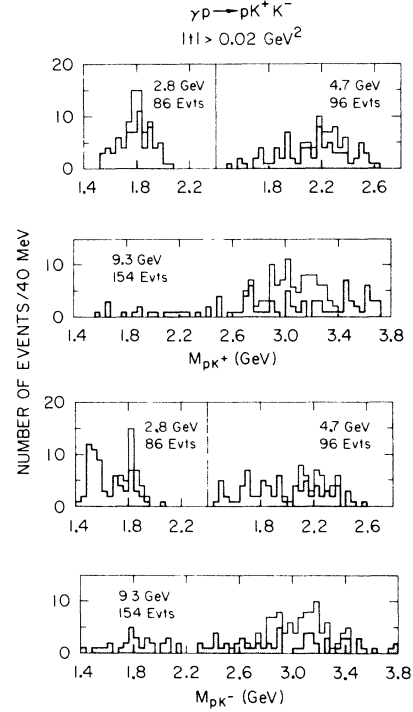 γp → pK⁺K⁻
|t| > 0.02 GeV²
20
10
0
2.8 GeV
86 Evts
4.7 GeV
96 Evts
1.4 1.8 2.2 1.8 2.2 2.6
10
0
9.3 GeV
154 Evts
1.4 1.8 2.2 2.6 3.0 3.4 3.8
M_pK⁺ (GeV)
NUMBER OF EVENTS/40 MeV
20
10
0
2.8 GeV
86 Evts
4.7 GeV
96 Evts
1.4 1.8 2.2 1.8 2.2 2.6
10
0
9 3 GeV
154 Evts
1.4 1.8 2.2 2.6 3.0 3.4 3.8
M_pK⁻ (GeV)